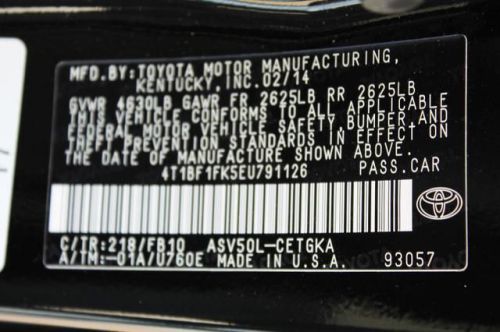 MFD.BY:TOYOTA MOTOR MANUFACTURING,
KENTUCKY, INC.02/14
GVWR 4630LB GAWR FR 2625LB RR 2625LB
THIS VEHICLE CONFORMS TO ALL APPLICABLE
FEDERAL MOTOR VEHICLE SAFETY,BUMPER,AND
THEFT PREVENTION STANDARDS IN EFFECT ON
THE DATE OF MANUFACTURE SHOWN ABOVE.
4T1BF1FK5EU791126 PASS.CAR
C/TR:218/FB10 ASV50L-CETGKA
A/TM:-01A/U760E MADE IN U.S.A. 93057
TOYOTA